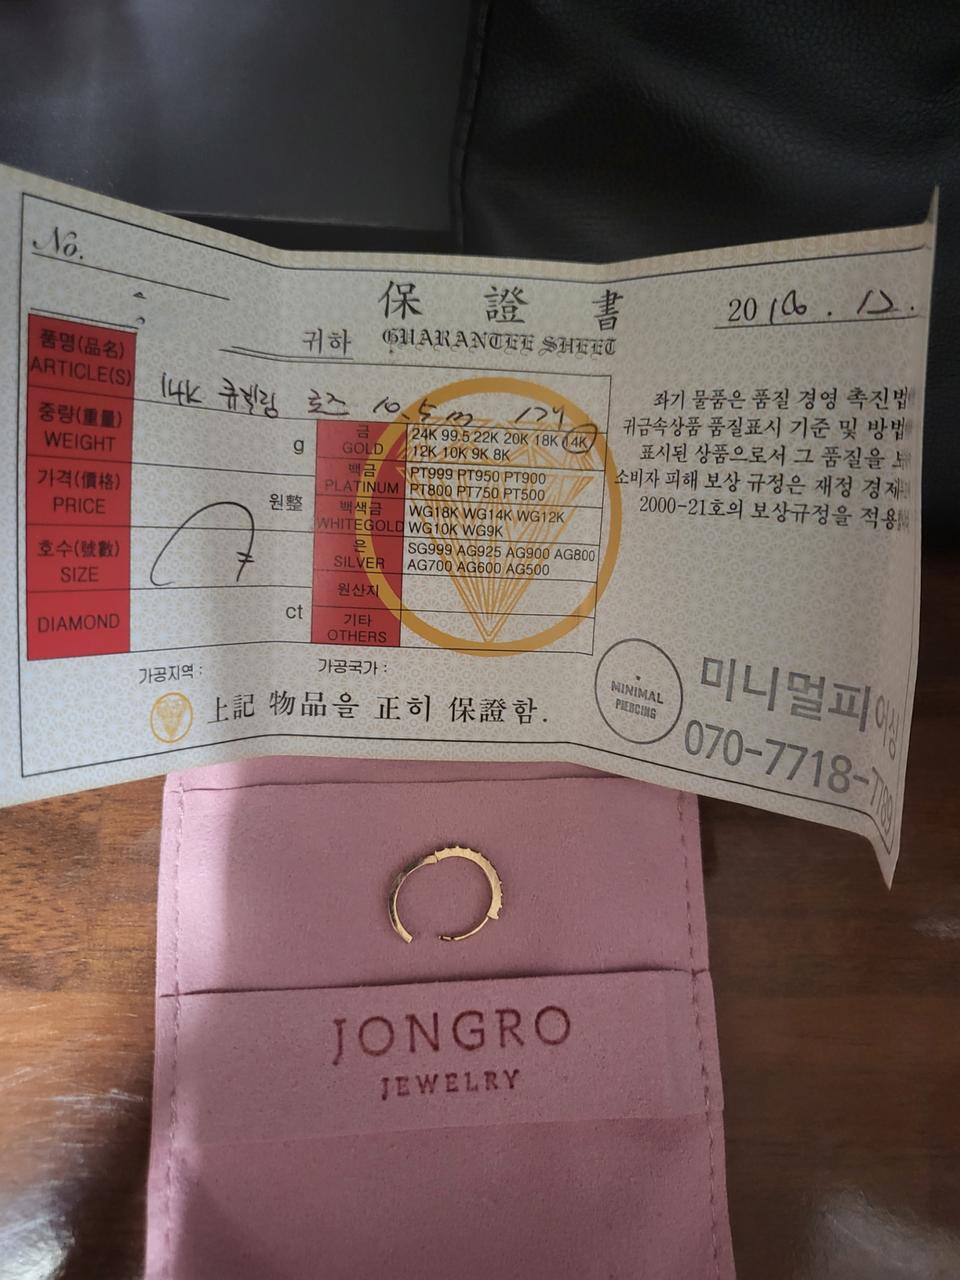 No.
保 證 書
귀하 GUARANTEE SHEET
20
품명(品名)
ARTICLE(S)
14K 로즈 10.5m
중량(重量)
WEIGHT
g
가격(價格)
PRICE
원整
호수(號數)
SIZE
DIAMOND
ct
금
GOLD
24K 99.5 22K 20K 18K 14K
12K 10K 9K 8K
백금
PLATINUM
PT999 PT950 PT900
PT800 PT750 PT500
백색금
WHITEGOLD
WG18K WG14K WG12K
WG10K WG9K
은
SILVER
SG999 AG925 AG900 AG800
AG700 AG600 AG500
원산지
기타
OTHERS
좌기 물품은 품질 경영 촉진법
귀금속상품 품질표시 기준 및 방법
표시된 상품으로서 그 품질을
소비자 피해 보상 규정은 재정 경제
2000-21호의 보상규정을 적용
가공지역 :
가공국가 :
上記 物品을 正히 保證함.
MINIMAL
PIERCING
미니멀피어싱
070-7718-7789
JONGRO
JEWELRY